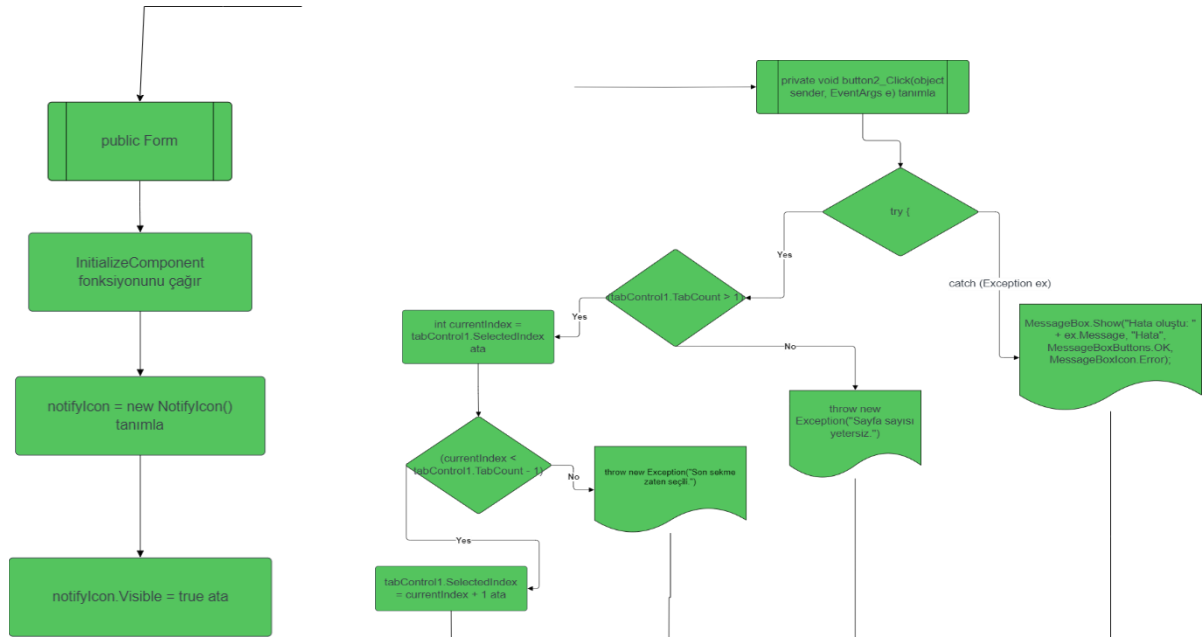 public Form
InitializeComponent
fonksiyonunu çağır
notifyIcon = new NotifyIcon()
tanımla
notifyIcon.Visible = true ata
private void button2_Click(object
sender, EventArgs e) tanımla
try {
Yes
catch (Exception ex)
(tabControl1.TabCount > 1)
Yes
No
int currentIndex =
tabControl1.SelectedIndex
ata
MessageBox.Show("Hata oluştu: "
+ ex.Message, "Hata",
MessageBoxButtons.OK,
MessageBoxIcon.Error);
throw new
Exception("Sayfa sayısı
yetersiz.")
(currentIndex <
tabControl1.TabCount - 1)
No
throw new Exception("Son sekme
zaten seçili.")
Yes
tabControl1.SelectedIndex
= currentIndex + 1 ata